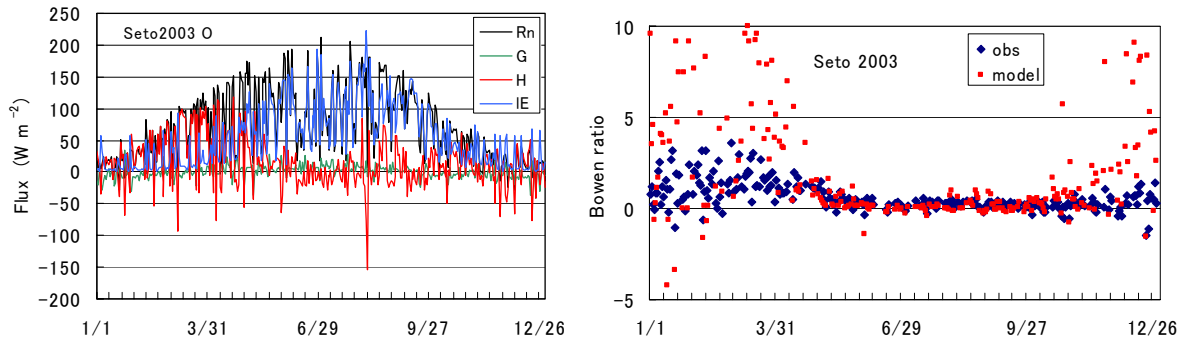 Seto2003 O
Rn
G
H
lE
Flux (W m⁻²)
250
200
150
100
50
0
-50
-100
-150
-200
1/1
3/31
6/29
9/27
12/26
Seto 2003
obs
model
Bowen ratio
10
5
0
-5
1/1
3/31
6/29
9/27
12/26